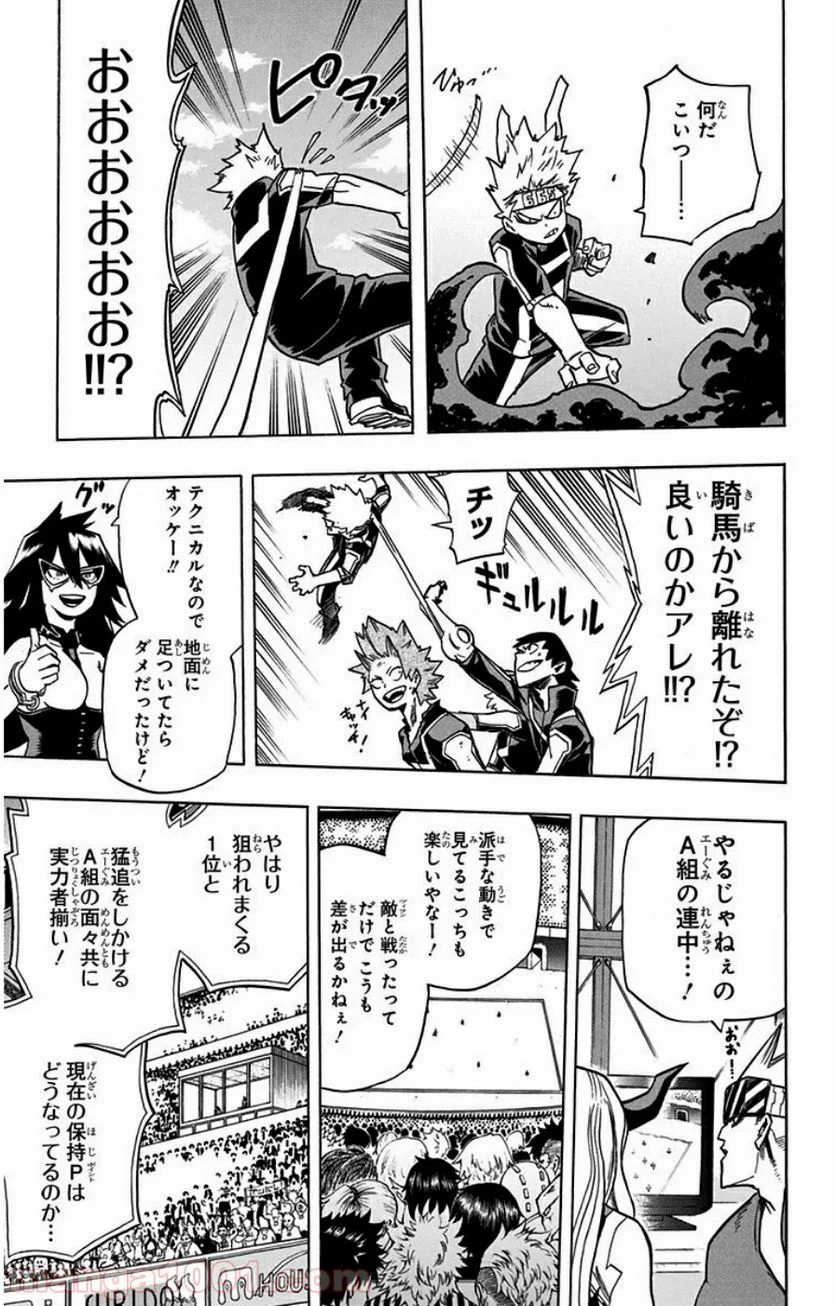 何だ
こいつ――…!
ひゅっ…
ピタッ
おおおおおおお!!?
騎馬から離れたぞ!?
良いのかアレ!!?
チッ
ギュルルル
ナイ
キャッチ!
テクニカルなので
オッケー!!
地面に
足ついてたら
ダメだったけど!
グッ
やるじゃねぇの
A組の連中…!
おぉ!
派手な動きで
見てるこっちも
楽しいやなー!
敵と戦ったって
だけでこうも
差が出るかねぇ!
やはり
狙われまくる
1位と
猛追をしかける
A組の面々共に
実力者揃い!
現在の保持Pは
どうなってるのか…
HOUS
manga1001.com